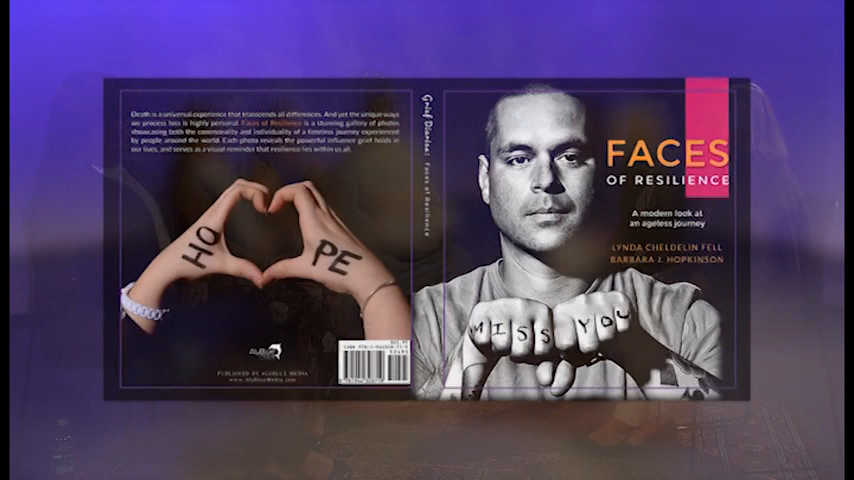 Death is a universal experience that transcends all differences. And yet the unique ways
we process loss is highly personal. Faces of Resilience is a stunning gallery of photos
showcasing both the commonality and individuality of a timeless journey experienced
by people around the world. Each photo reveals the powerful influence grief holds in
our lives, and serves as a visual reminder that resilience lies within us all.
HO
PE
AlyBlue
PUBLISHED BY ALYBLUE MEDIA
www.AlyBlueMedia.com
Grief Diaries: Faces of Resilience
FACES
OF RESILIENCE
A modern look at
an ageless journey
LYNDA CHELDELIN FELL
BARBARA J. HOPKINSON
MISS YOU